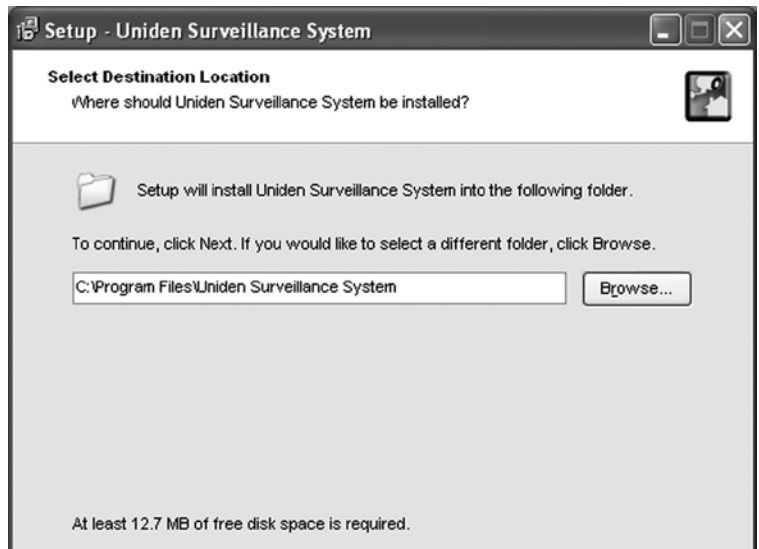 Setup - Uniden Surveillance System
Select Destination Location
Where should Uniden Surveillance System be installed?
Setup will install Uniden Surveillance System into the following folder.
To continue, click Next. If you would like to select a different folder, click Browse.
C:\Program Files\Uniden Surveillance System
Browse...
At least 12.7 MB of free disk space is required.